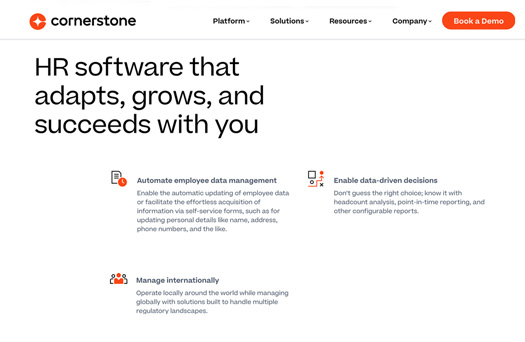 cornerstone
Platform
Solutions
Resources
Company
Book a Demo
HR software that
adapts, grows, and
succeeds with you
Automate employee data management
Enable the automatic updating of employee data
or facilitate the effortless acquisition of
information via self-service forms, such as for
updating personal details like name, address,
phone numbers, and the like.
Enable data-driven decisions
Don't guess the right choice; know it with
headcount analysis, point-in-time reporting, and
other configurable reports.
Manage internationally
Operate locally around the world while managing
globally with solutions built to handle multiple
regulatory landscapes.